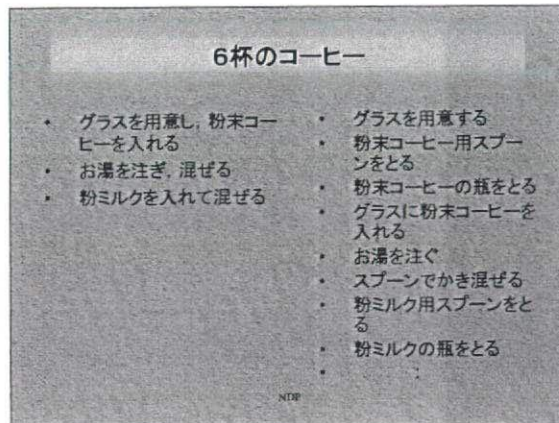 6杯のコーヒー
・ グラスを用意し，粉末コー
ヒーを入れる
・ お湯を注ぎ，混ぜる
・ 粉ミルクを入れて混ぜる
・ グラスを用意する
・ 粉末コーヒー用スプー
ンをとる
・ 粉末コーヒーの瓶をとる
・ グラスに粉末コーヒーを
入れる
・ お湯を注ぐ
・ スプーンでかき混ぜる
・ 粉ミルク用スプーンをと
る
・ 粉ミルクの瓶をとる
・ ：
NDP